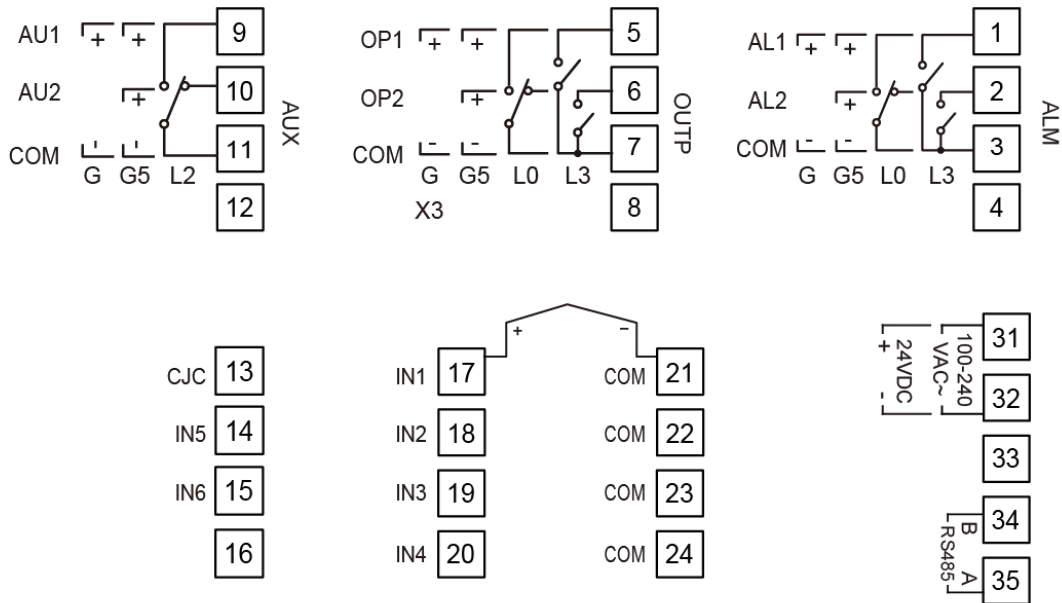 AU1 + + 9
AU2 + 10
COM - - 11
G G5 L2
12
AUX
OP1 + + 5
OP2 + 6
COM - - 7
G G5 L0 L3
X3 8
OUTP
AL1 + + 1
AL2 + 2
COM - - 3
G G5 L0 L3
4
ALM
+ -
CJC 13
IN5 14
IN6 15
16
IN1 17
IN2 18
IN3 19
IN4 20
COM 21
COM 22
COM 23
COM 24
31
100-240
VAC~
+ 24VDC -
32
33
34
B
RS485
A
35